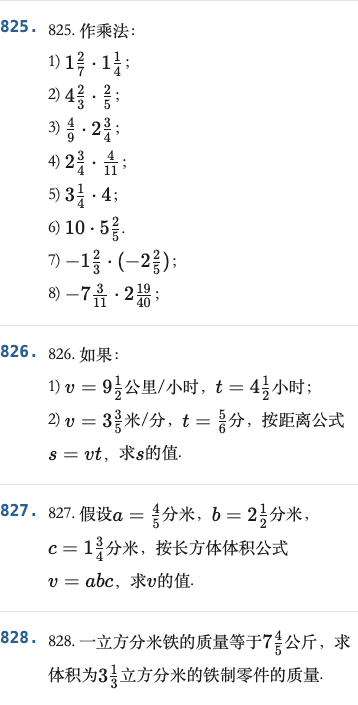 825. 825. 作乘法:
1) 1 2/7 · 1 1/4;
2) 4 2/3 · 2/5;
3) 4/9 · 2 3/4;
4) 2 3/4 · 4/11;
5) 3 1/4 · 4;
6) 10 · 5 2/5.
7) −1 2/3 · (−2 2/5);
8) −7 3/11 · 2 19/40;
826. 826. 如果:
1) v = 9 1/2公里/小时, t = 4 1/2小时;
2) v = 3 3/5米/分, t = 5/6分, 按距离公式
s = vt, 求s的值.
827. 827. 假设a = 4/5分米, b = 2 1/2分米,
c = 1 3/4分米, 按长方体体积公式
v = abc, 求v的值.
828. 828. 一立方分米铁的质量等于7 4/5公斤, 求
体积为3 1/3立方分米的铁制零件的质量.